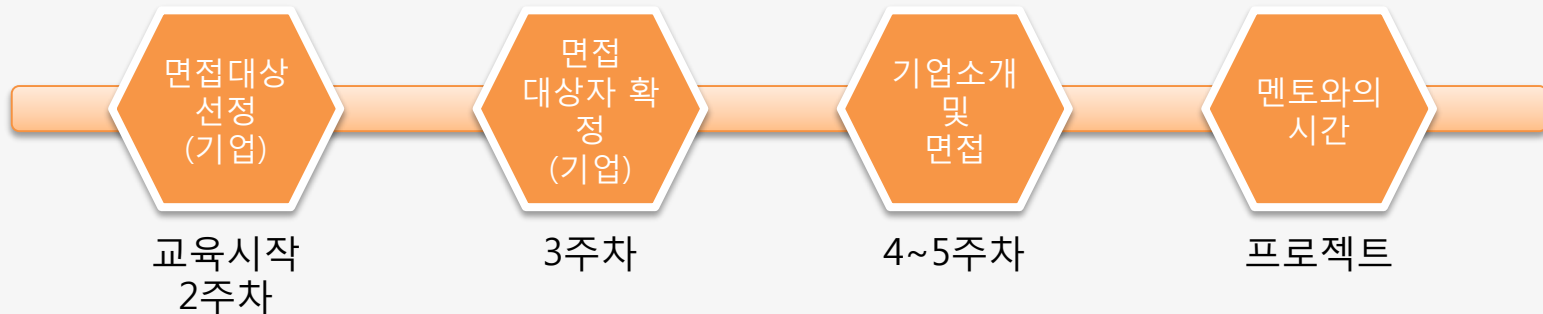 면접대상
선정
(기업)
면접
대상자 확
정
(기업)
기업소개
및
면접
멘토와의
시간
교육시작
2주차
3주차
4~5주차
프로젝트